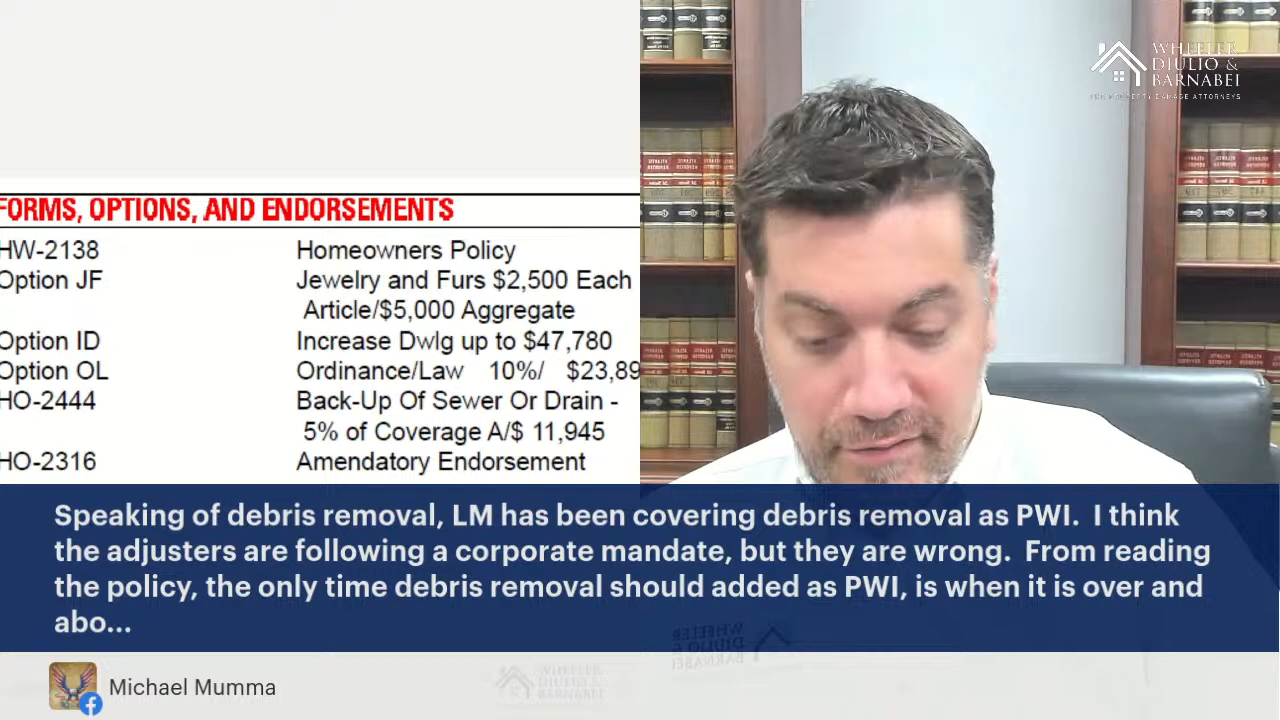 WHEELER
DIULIO &
BARNABEI
FORMS, OPTIONS, AND ENDORSEMENTS
HW-2138 Homeowners Policy
Option JF Jewelry and Furs $2,500 Each
Article/$5,000 Aggregate
Option ID Increase Dwlg up to $47,780
Option OL Ordinance/Law 10%/ $23,89
HO-2444 Back-Up Of Sewer Or Drain -
5% of Coverage A/$ 11,945
HO-2316 Amendatory Endorsement
Speaking of debris removal, LM has been covering debris removal as PWI. I think
the adjusters are following a corporate mandate, but they are wrong. From reading
the policy, the only time debris removal should added as PWI, is when it is over and
abo...
Michael Mumma